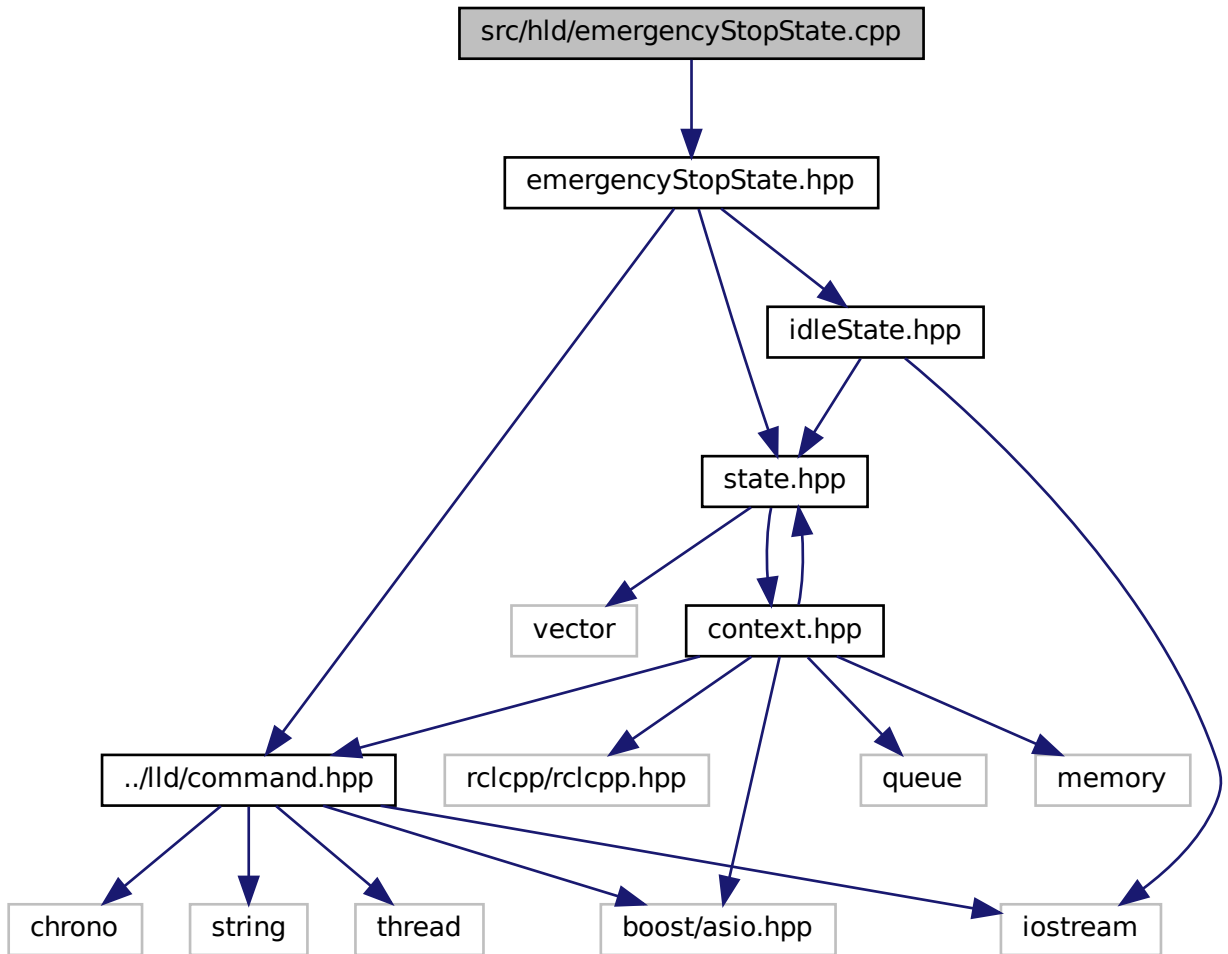 src/hld/emergencyStopState.cpp
emergencyStopState.hpp
idleState.hpp
state.hpp
vector
context.hpp
../lld/command.hpp
rclcpp/rclcpp.hpp
queue
memory
chrono
string
thread
boost/asio.hpp
iostream